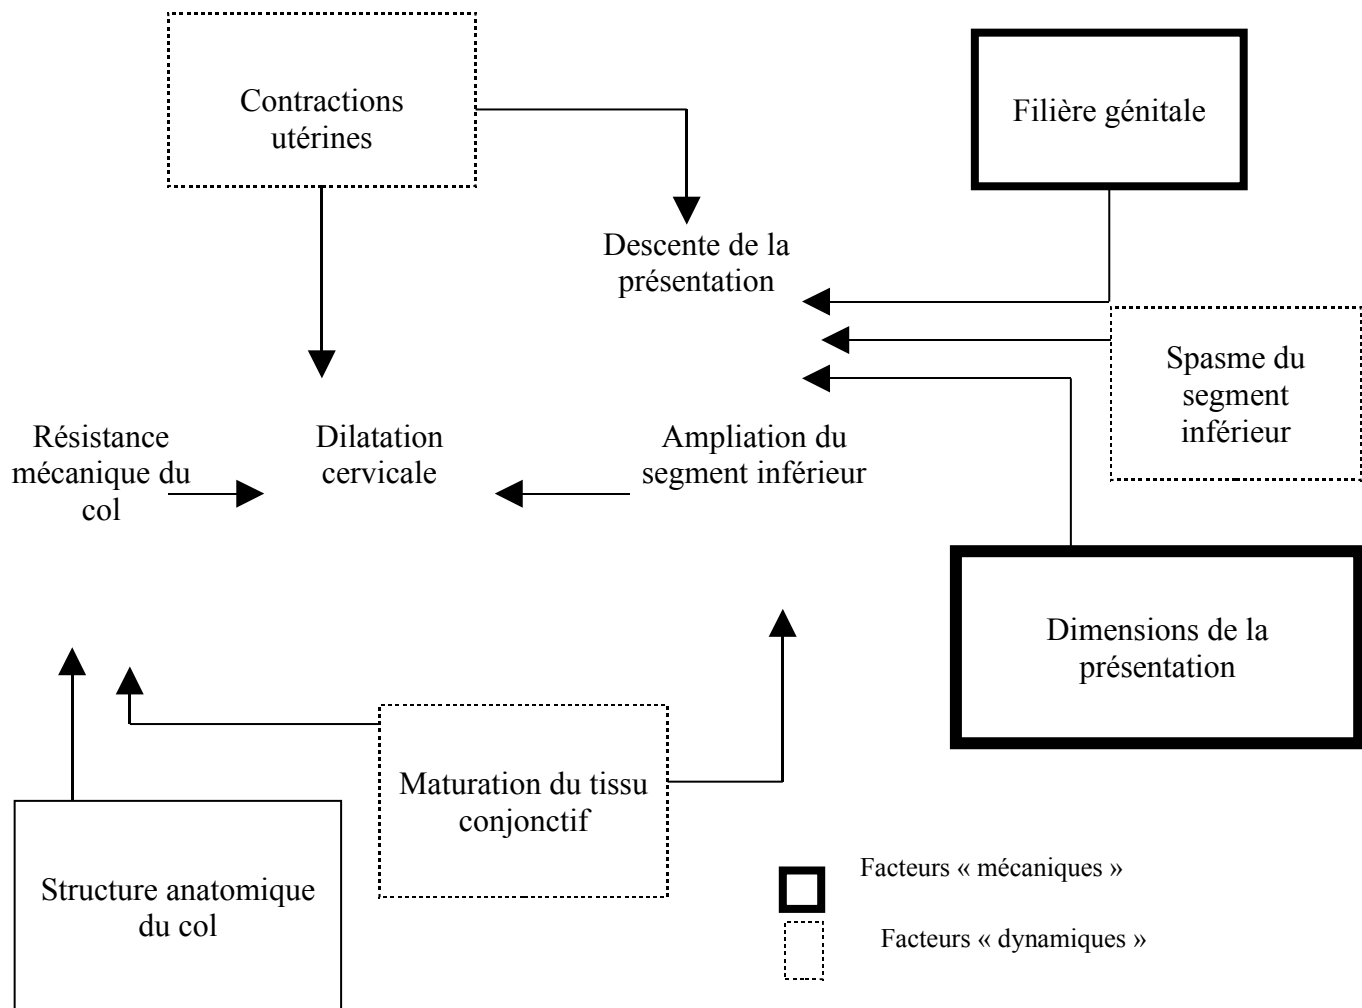 Contractions
utérines
Filière génitale
Descente de la
présentation
Spasme du
segment
inférieur
Résistance
mécanique du
col
Dilatation
cervicale
Ampliation du
segment inférieur
Dimensions de la
présentation
Maturation du tissu
conjonctif
Structure anatomique
du col
Facteurs « mécaniques »
Facteurs « dynamiques »